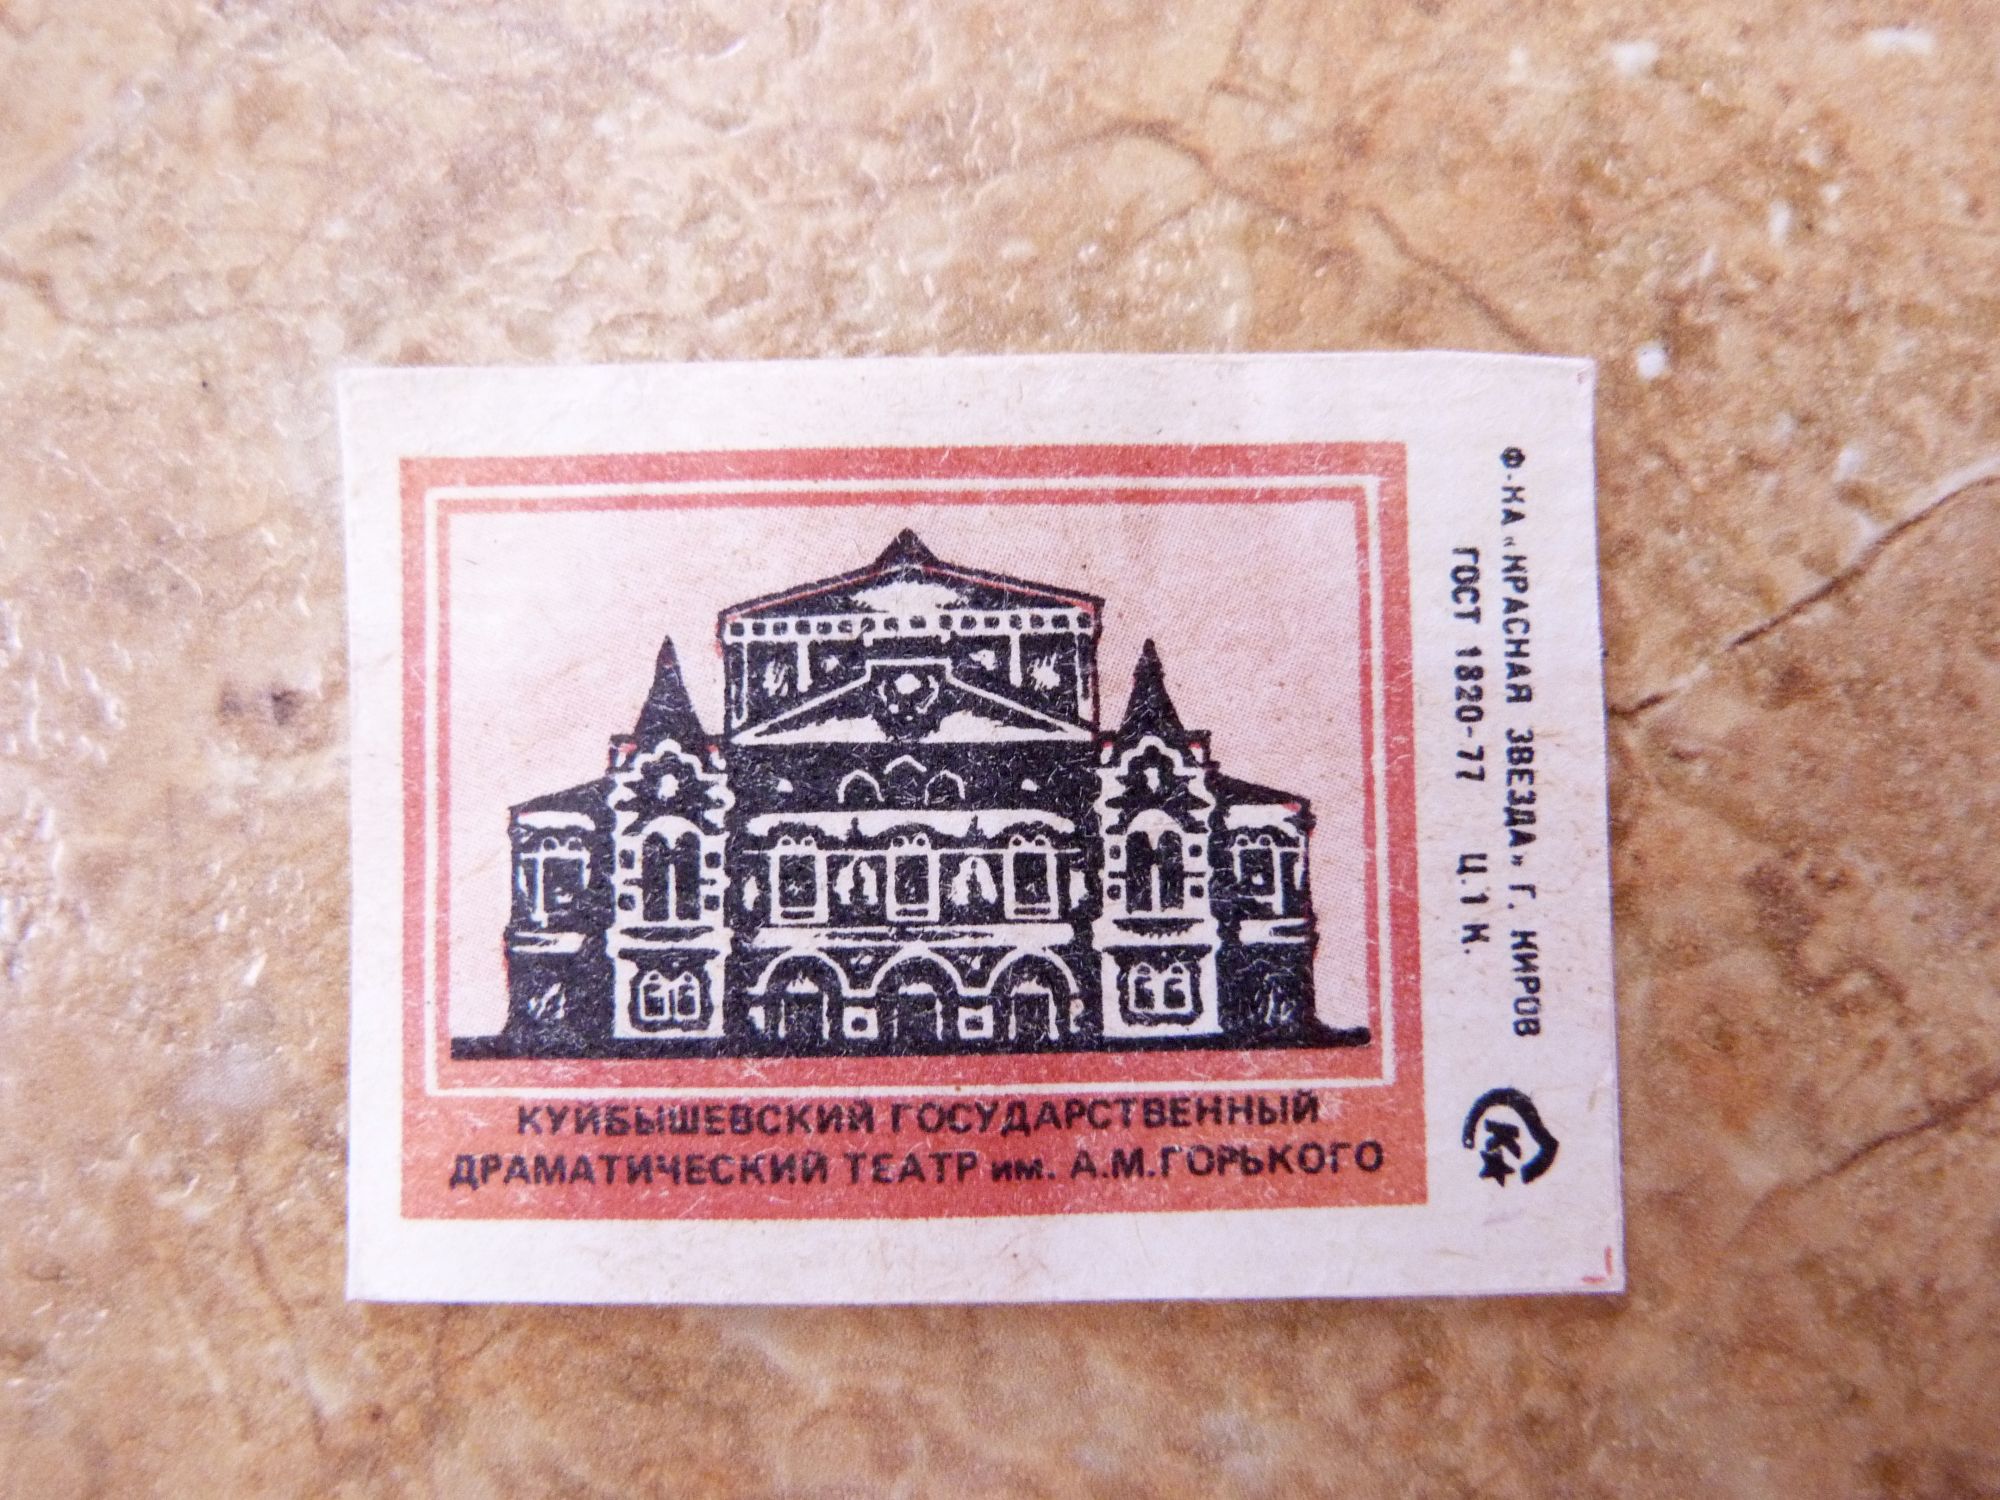 КУЙБЫШЕВСКИЙ ГОСУДАРСТВЕННЫЙ
ДРАМАТИЧЕСКИЙ ТЕАТР им. А.М.ГОРЬКОГО
Ф-КА «КРАСНАЯ ЗВЕЗДА» Г. КИРОВ
ГОСТ 1820-77 Ц.1 К.
К